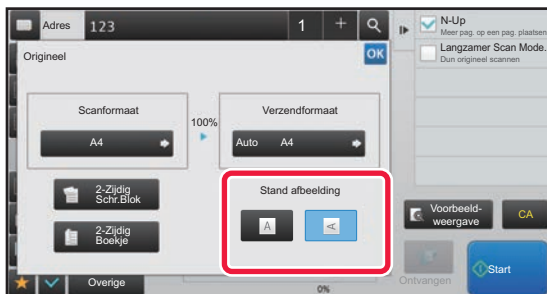 Adres 123 1 +
N-Up
Meer pag. op een pag. plaatsen
Origineel
OK
Langzamer Scan Mode.
Dun origineel scannen
Scanformaat
100%
Verzendformaat
A4
Auto A4
2-Zijdig
Schr.Blok
Stand afbeelding
A A
2-Zijdig
Boekje
Voorbeeld-
weergave
CA
Overige
0%
Ontvangen
Start